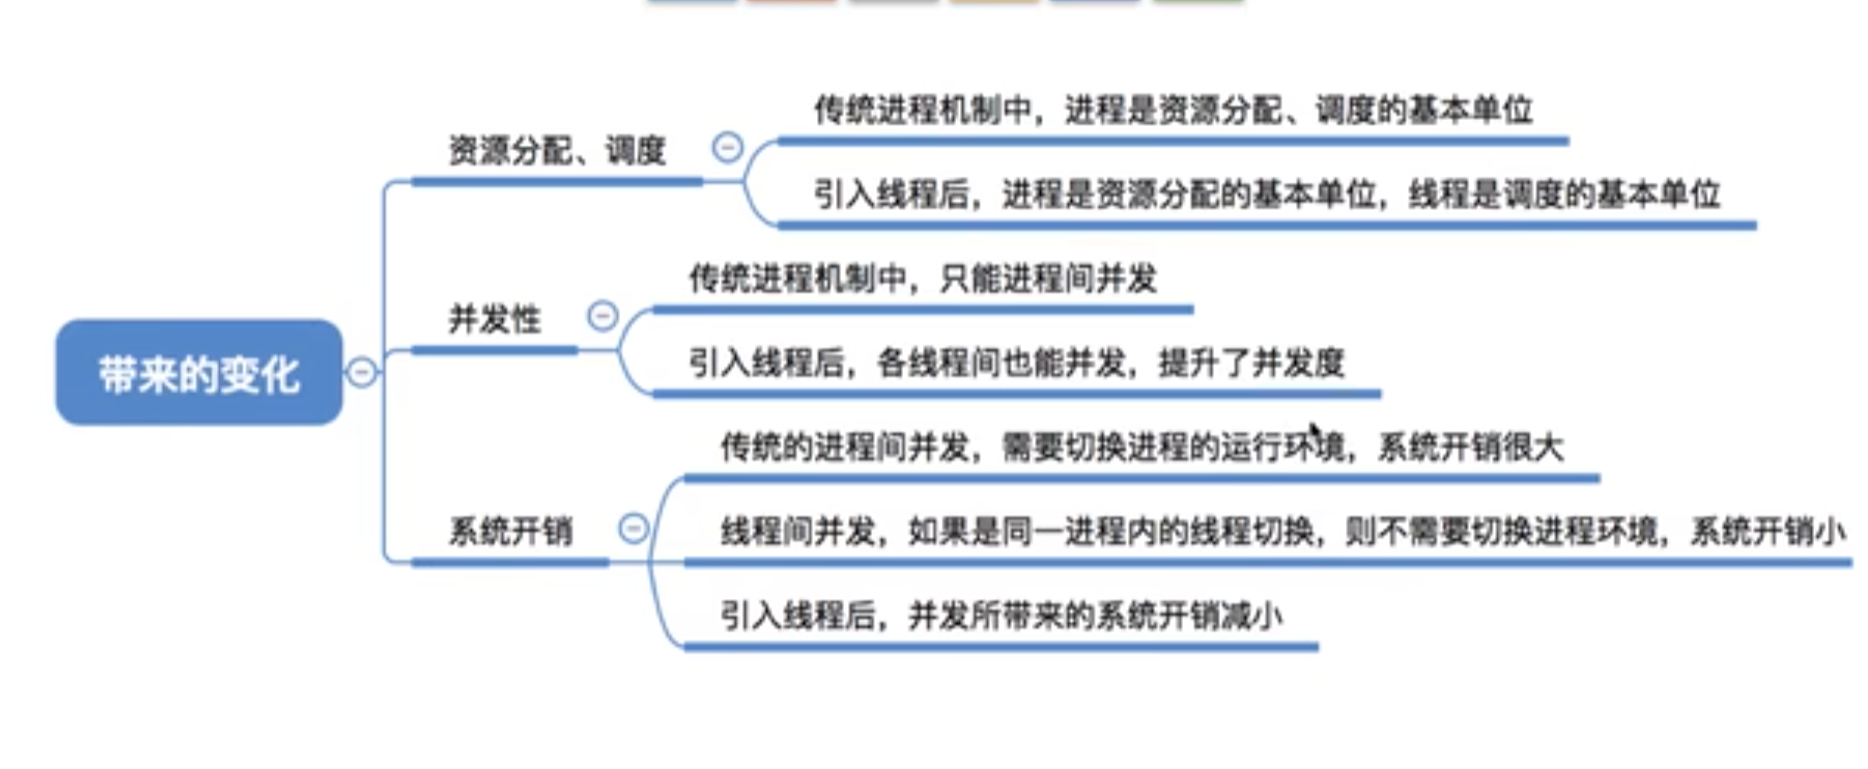 带来的变化
资源分配、调度
传统进程机制中，进程是资源分配、调度的基本单位
引入线程后，进程是资源分配的基本单位，线程是调度的基本单位
并发性
传统进程机制中，只能进程间并发
引入线程后，各线程间也能并发，提升了并发度
系统开销
传统的进程间并发，需要切换进程的运行环境，系统开销很大
线程间并发，如果是同一进程内的线程切换，则不需要切换进程环境，系统开销小
引入线程后，并发所带来的系统开销减小